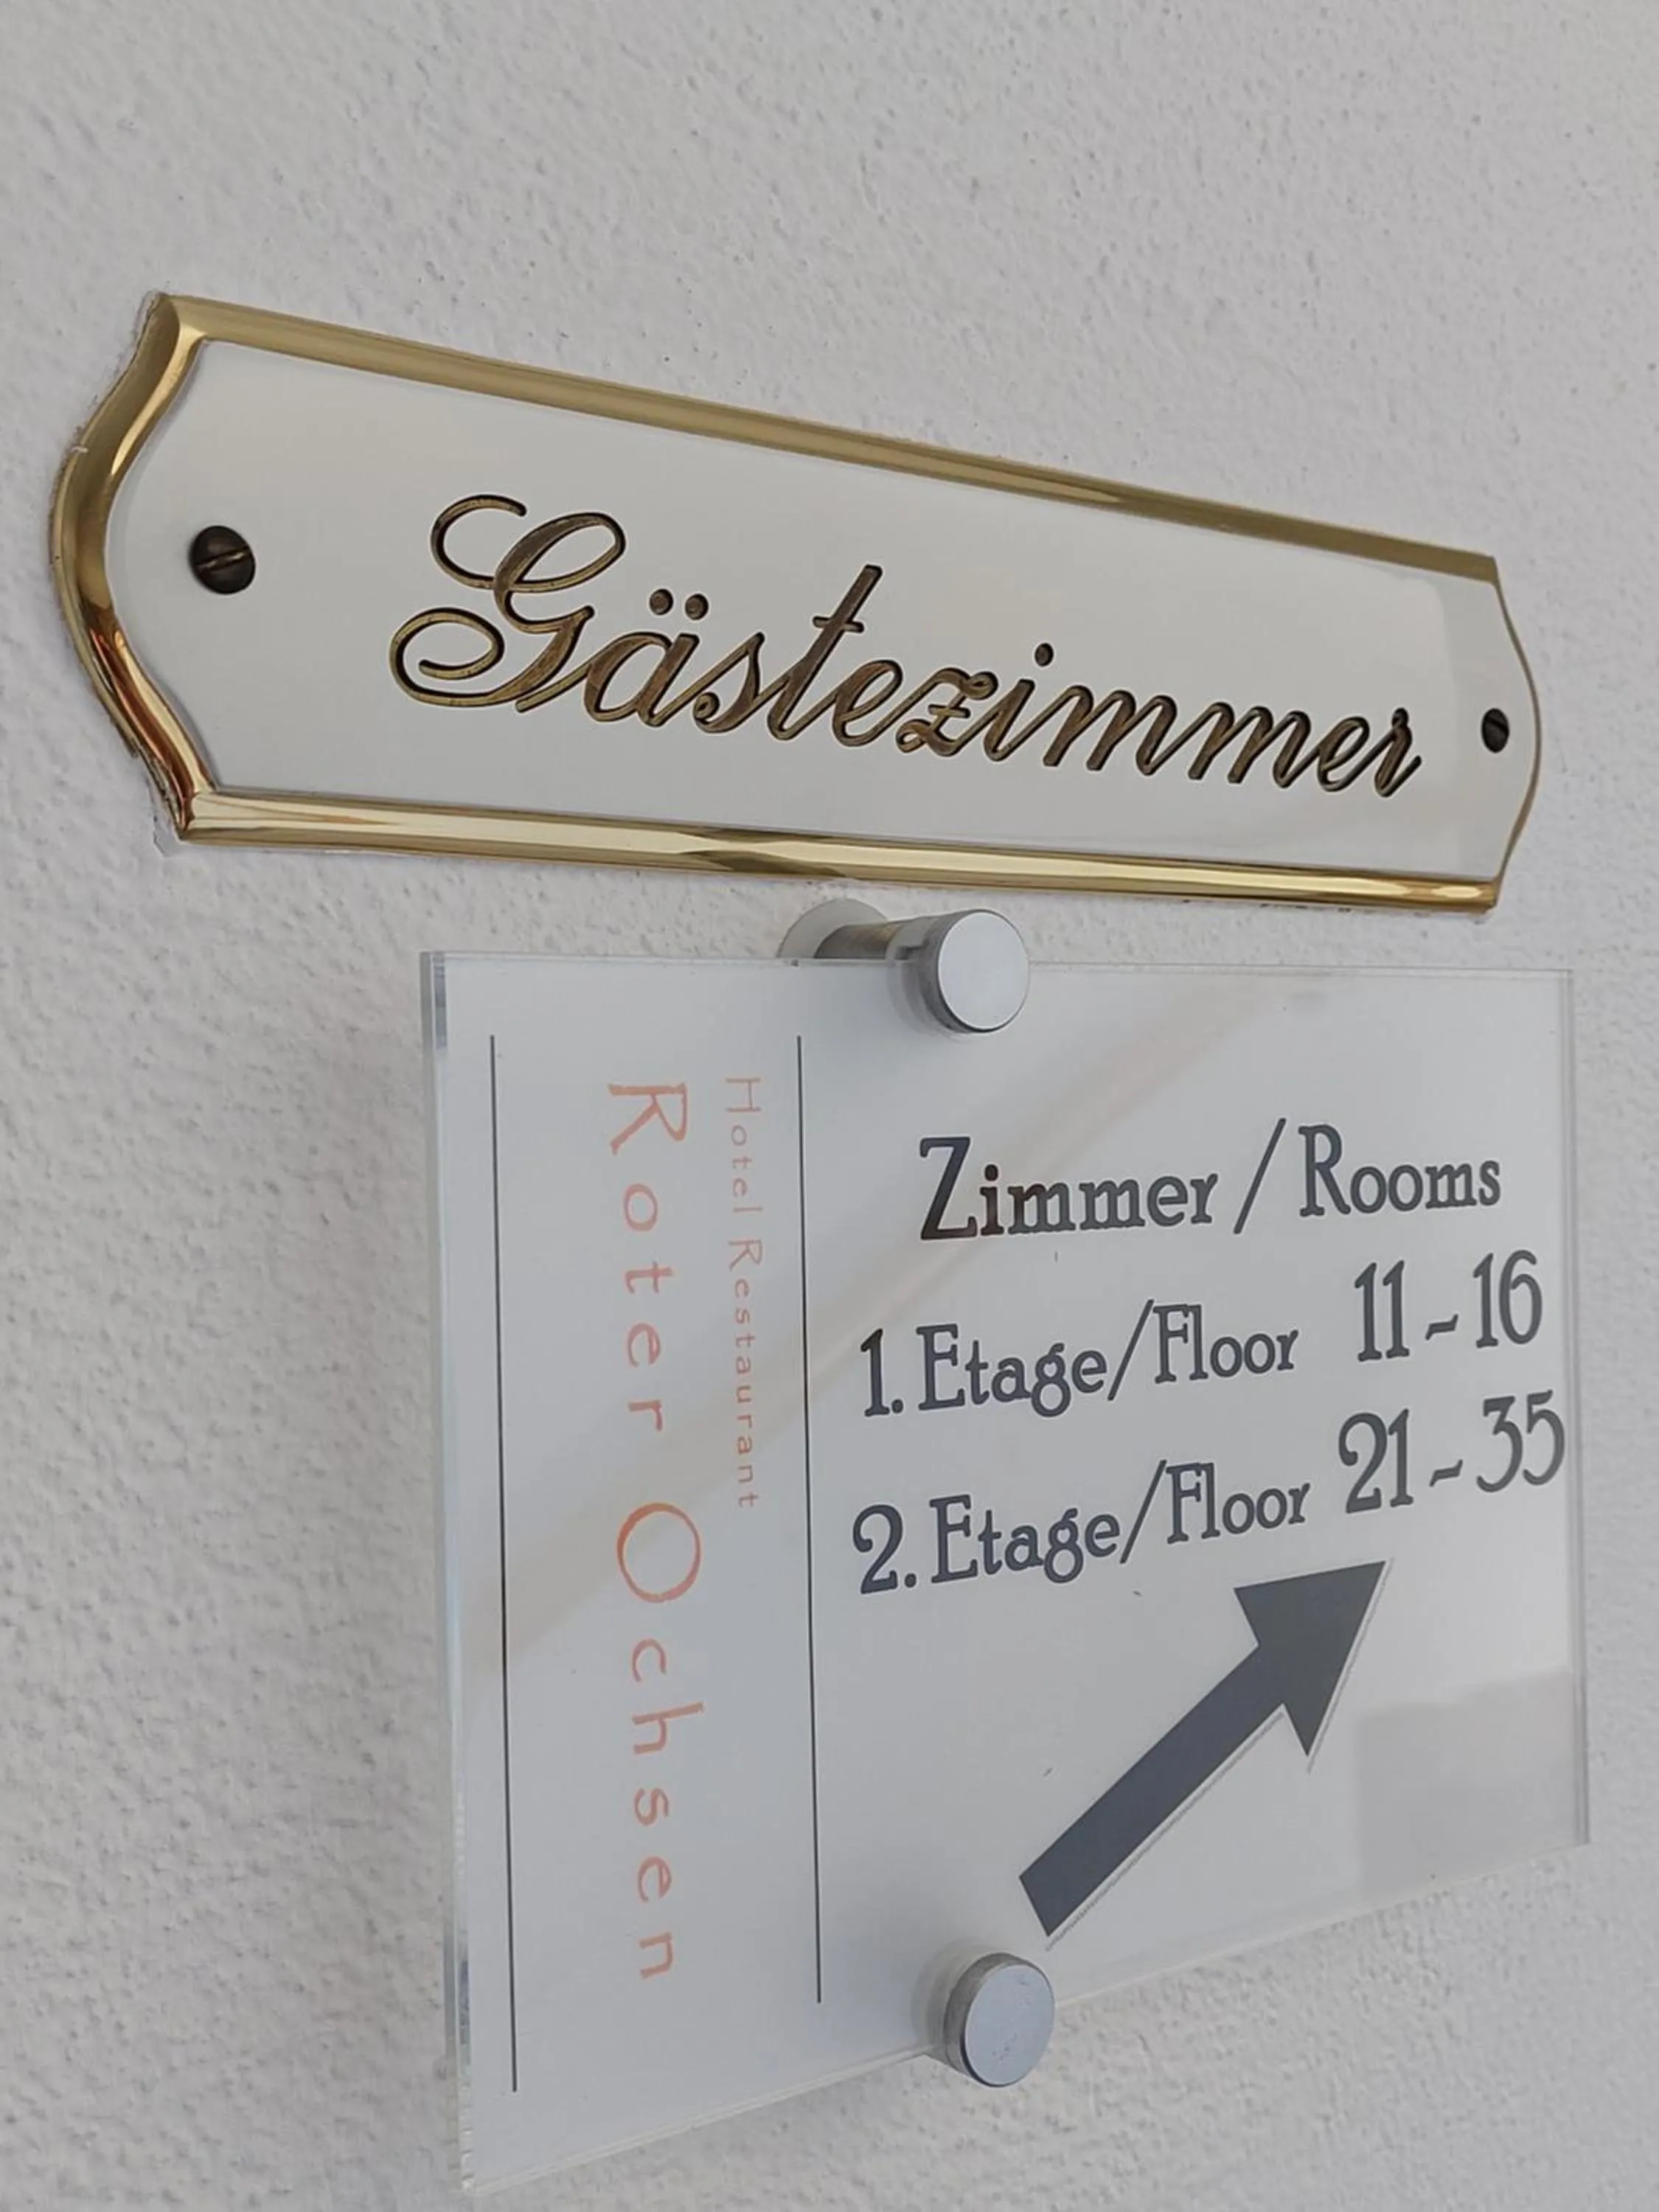 Gästezimmer
Hotel Restaurant
Roter Ochsen
Zimmer / Rooms
1. Etage/Floor 11 - 16
2. Etage/Floor 21 - 35